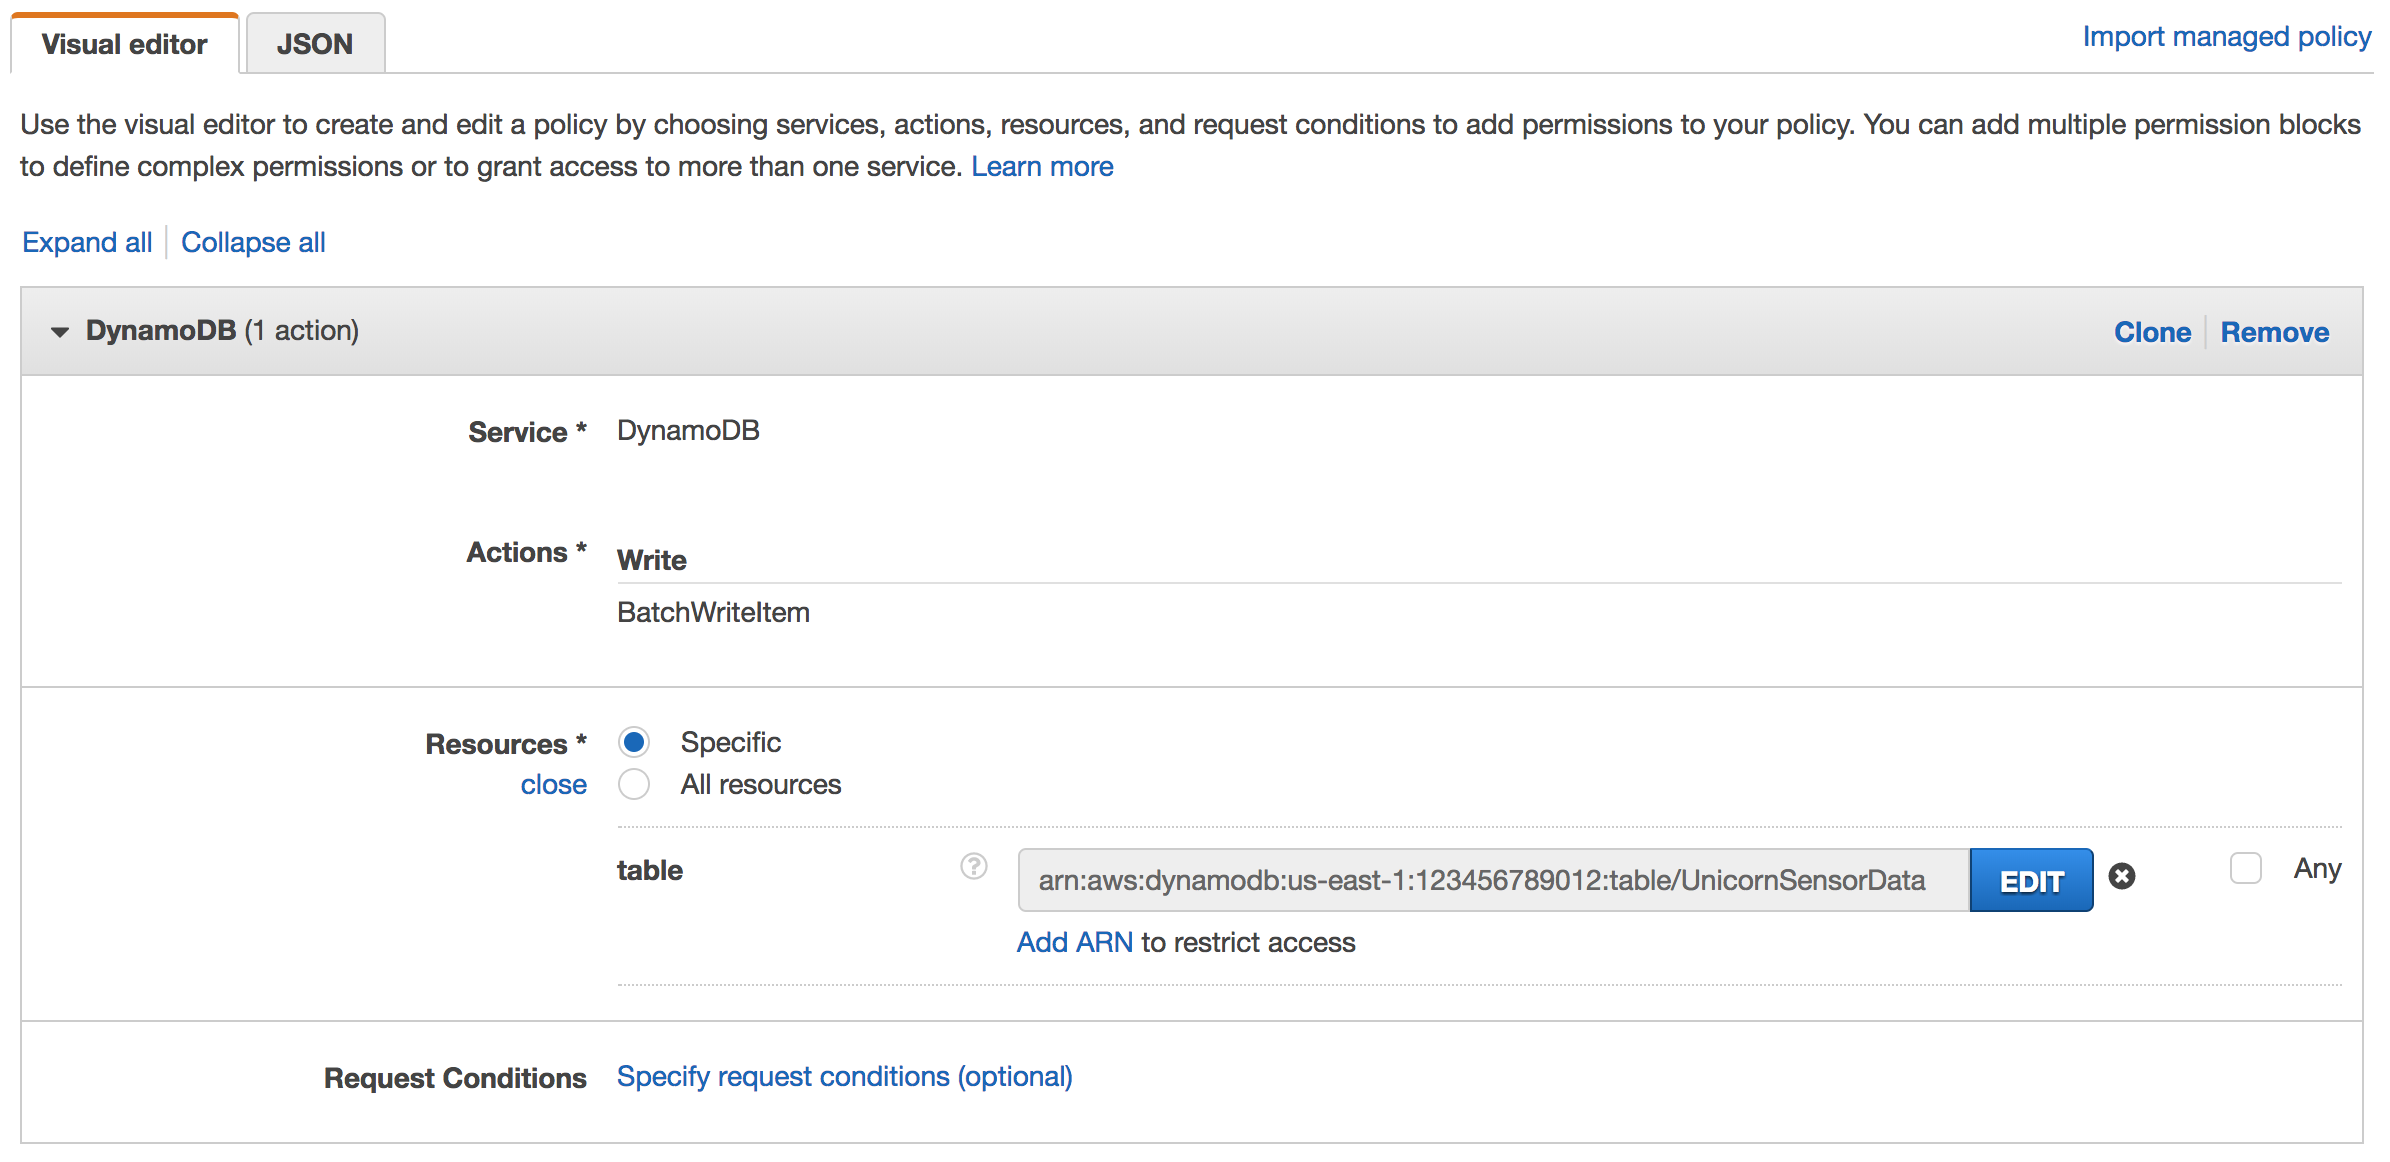 Visual editor
JSON
Import managed policy
Use the visual editor to create and edit a policy by choosing services, actions, resources, and request conditions to add permissions to your policy. You can add multiple permission blocks
to define complex permissions or to grant access to more than one service. Learn more
Expand all
Collapse all
DynamoDB (1 action)
Clone
Remove
Service *
DynamoDB
Actions *
Write
BatchWriteItem
Resources *
Specific
close
All resources
table
?
arn:aws:dynamodb:us-east-1:123456789012:table/UnicornSensorData
EDIT
Any
Add ARN to restrict access
Request Conditions
Specify request conditions (optional)